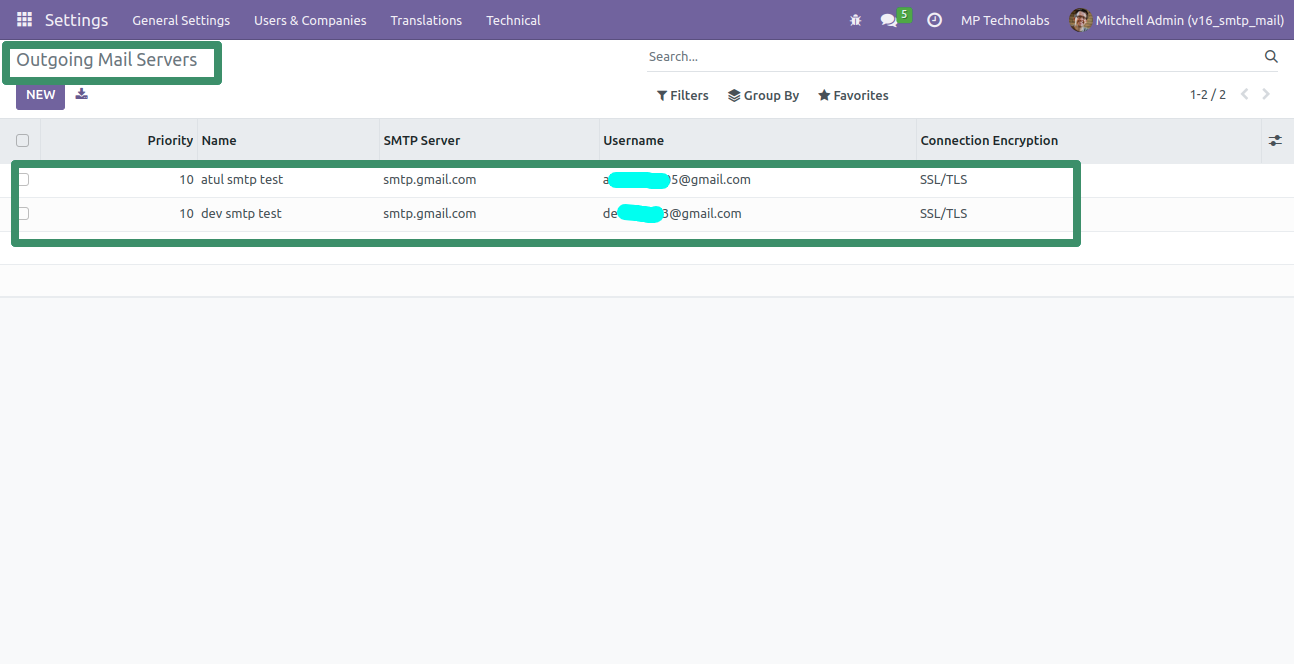 Settings General Settings Users & Companies Translations Technical 5 MP Technolabs Mitchell Admin (v16_smtp_mail)
Outgoing Mail Servers
Search...
NEW
Filters Group By Favorites 1-2 / 2
Priority Name SMTP Server Username Connection Encryption
10 atul smtp test smtp.gmail.com a 5@gmail.com SSL/TLS
10 dev smtp test smtp.gmail.com de 3@gmail.com SSL/TLS